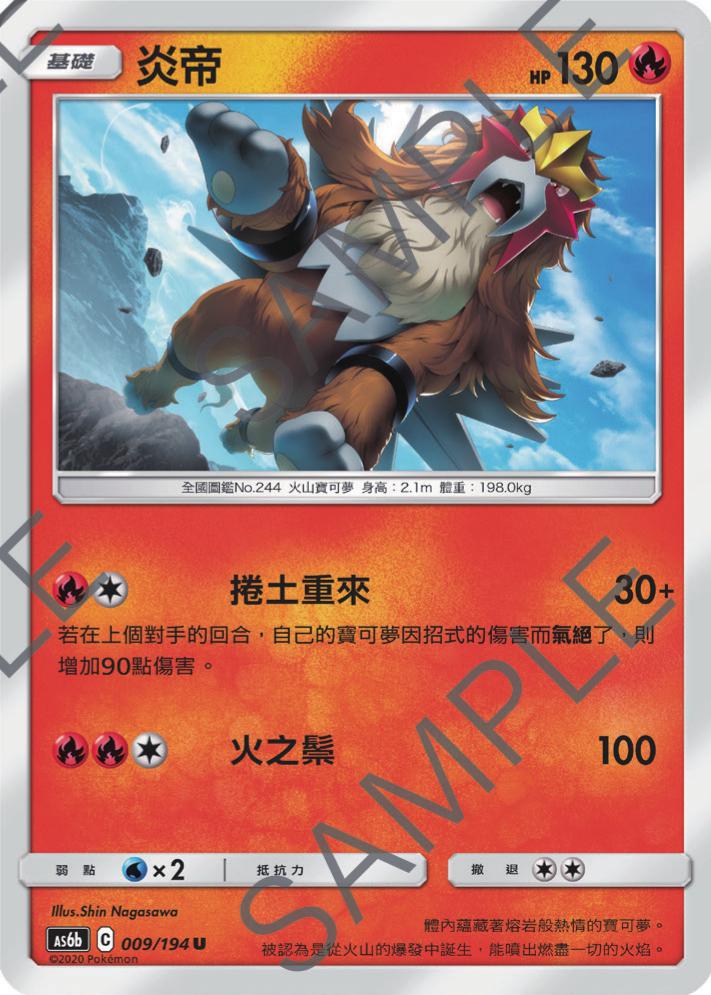 基礎 炎帝 HP 130
全國圖鑑No.244 火山寶可夢 身高：2.1m 體重：198.0kg
捲土重來 30+
若在上個對手的回合，自己的寶可夢因招式的傷害而氣絕了，則
增加90點傷害。
火之鬃 100
弱點 ×2 抵抗力 撤退
Illus.Shin Nagasawa
AS6b C 009/194 U
©2020 Pokémon
體內蘊藏著熔岩般熱情的寶可夢。
被認為是從火山的爆發中誕生，能噴出燃盡一切的火焰。
SAMPLE
SAMPLE
LE
LE